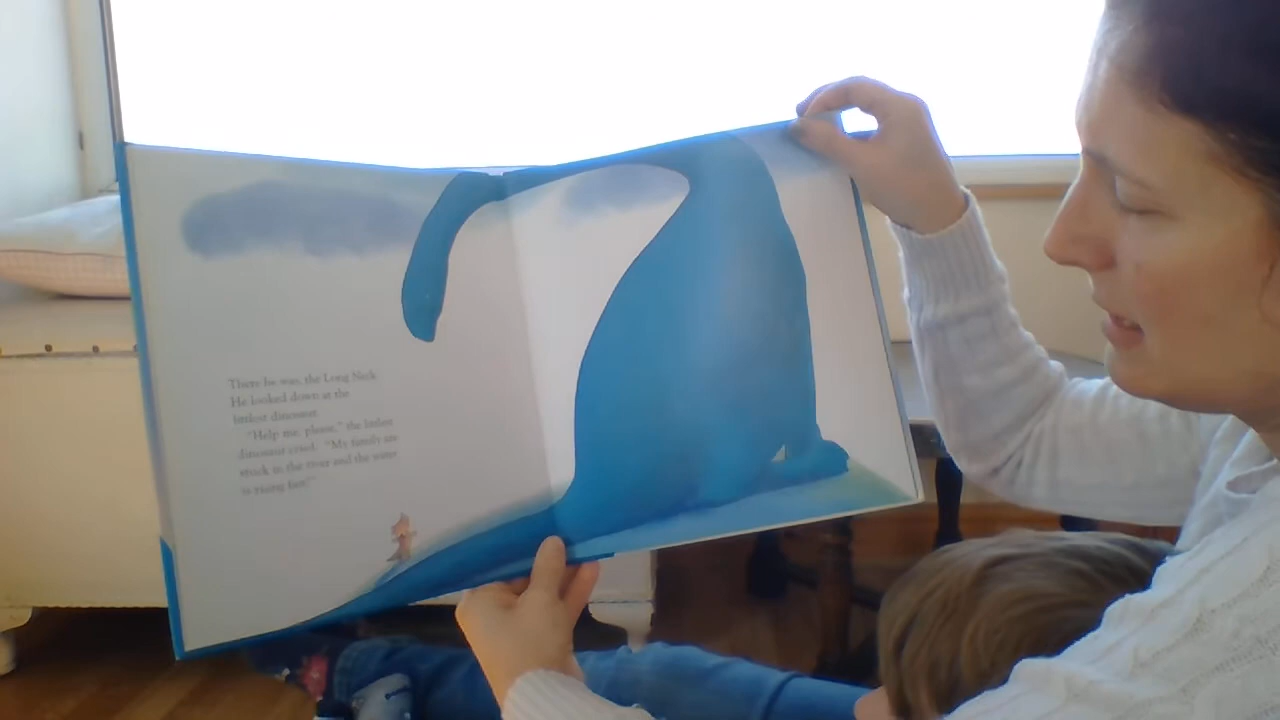 There he was, the Long Neck.
He looked down at the
littlest dinosaur.
"Help me, please," the littlest
dinosaur cried. "My family are
stuck in the river and the water
is rising fast!"